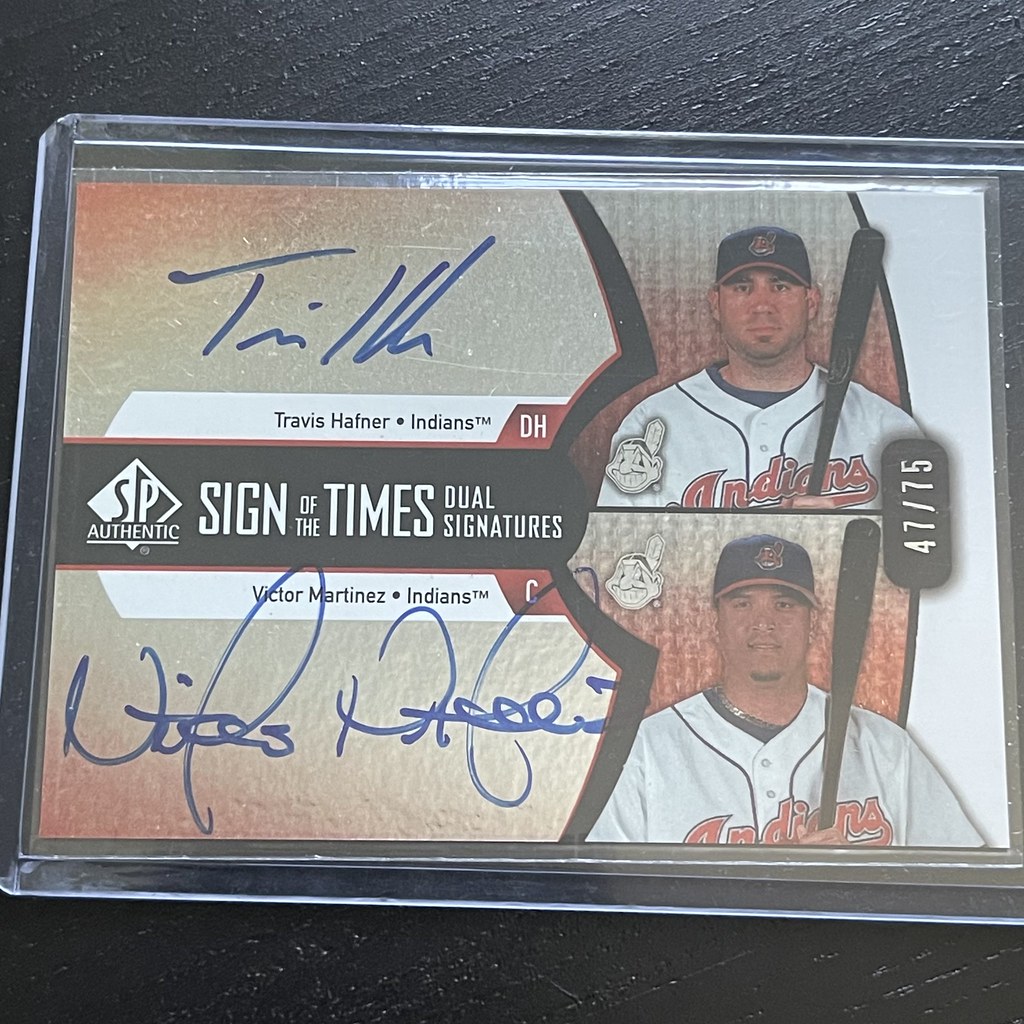 Travis Hafner • Indians™ DH
SP
AUTHENTIC
SIGN OF THE TIMES DUAL SIGNATURES
Victor Martinez • Indians™ C
Indians
47/75
Indians